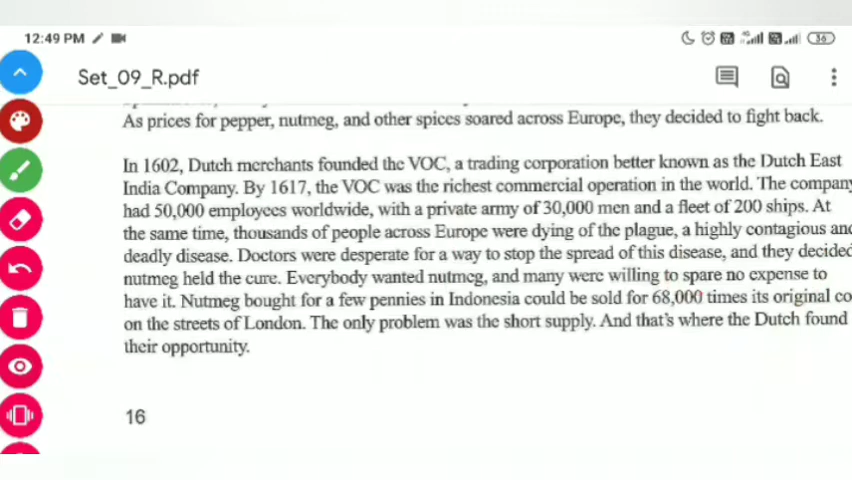 12:49 PM
36
Set_09_R.pdf
As prices for pepper, nutmeg, and other spices soared across Europe, they decided to fight back.
In 1602, Dutch merchants founded the VOC, a trading corporation better known as the Dutch East
India Company. By 1617, the VOC was the richest commercial operation in the world. The company
had 50,000 employees worldwide, with a private army of 30,000 men and a fleet of 200 ships. At
the same time, thousands of people across Europe were dying of the plague, a highly contagious and
deadly disease. Doctors were desperate for a way to stop the spread of this disease, and they decided
nutmeg held the cure. Everybody wanted nutmeg, and many were willing to spare no expense to
have it. Nutmeg bought for a few pennies in Indonesia could be sold for 68,000 times its original co
on the streets of London. The only problem was the short supply. And that's where the Dutch found
their opportunity.
16